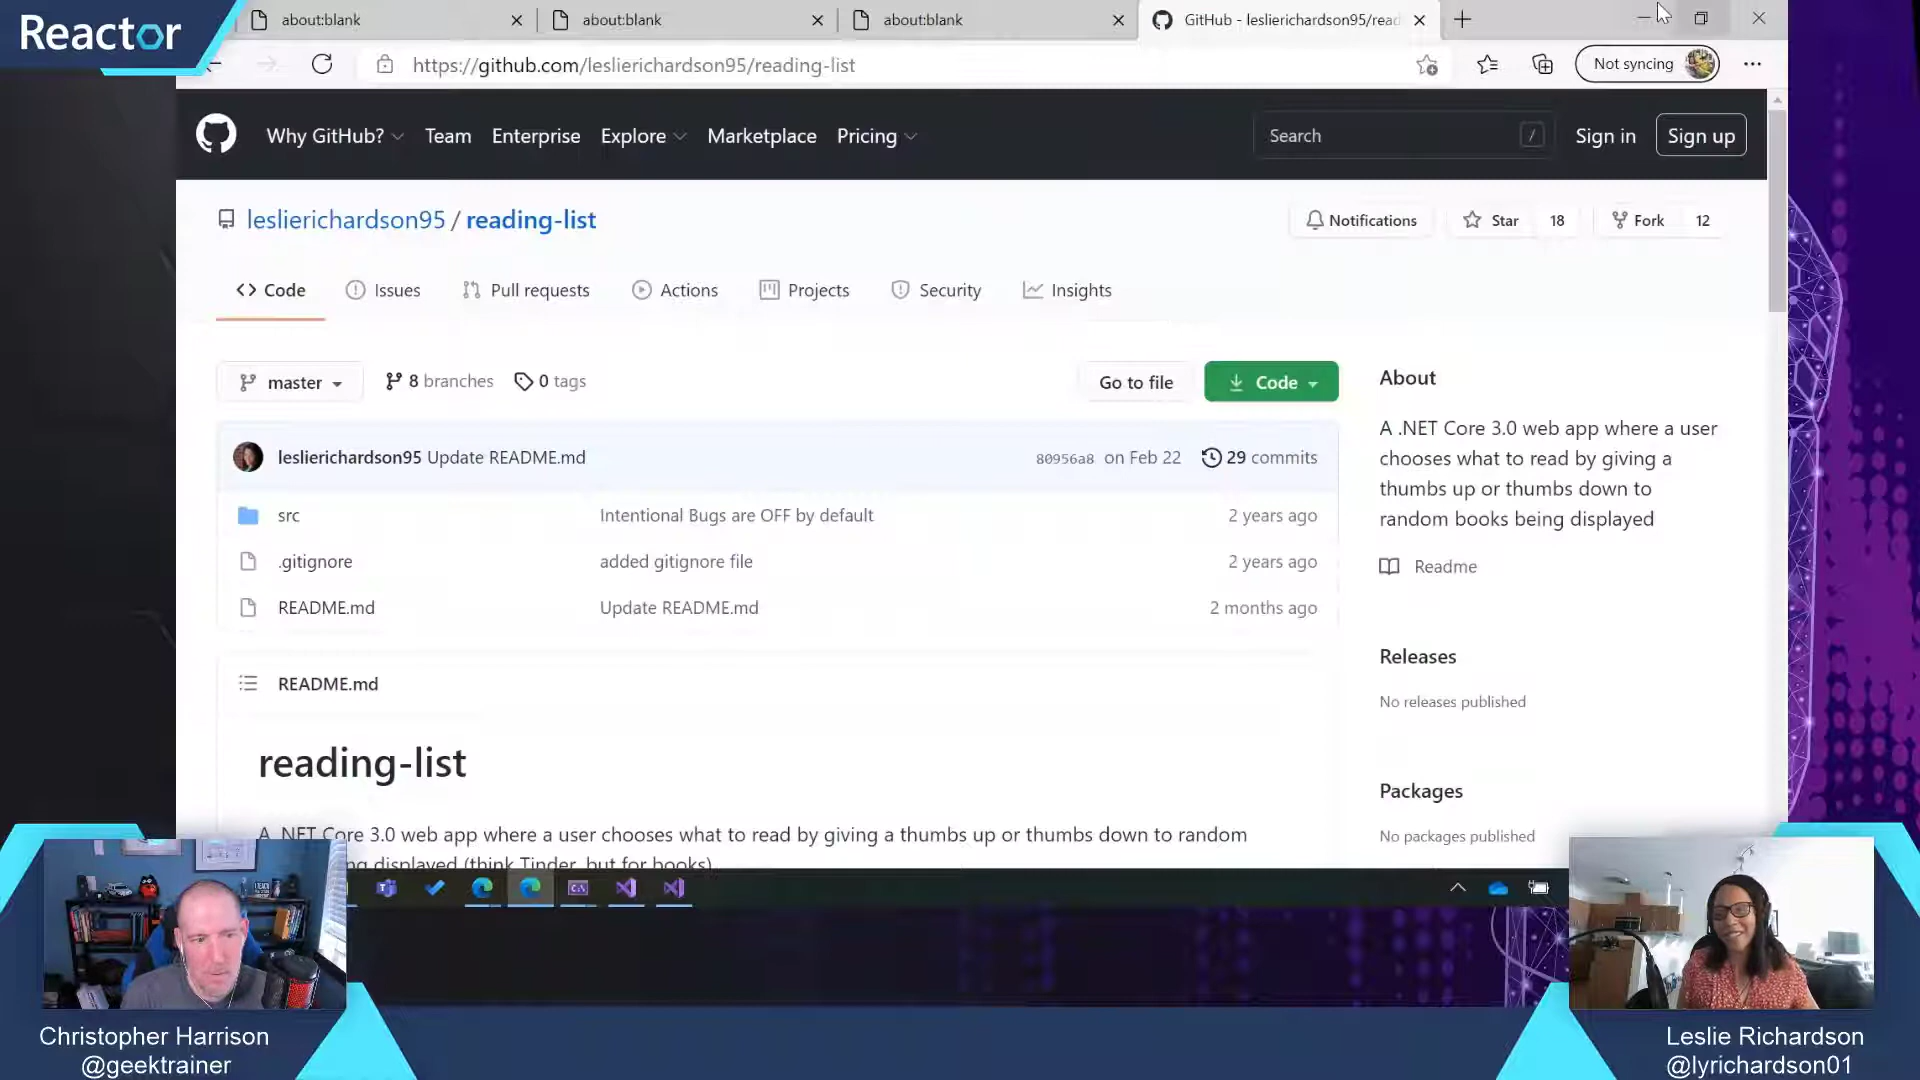 Reactor
about:blank
about:blank
about:blank
GitHub - leslierichardson95/read
https://github.com/leslierichardson95/reading-list
Not syncing
Why GitHub?
Team
Enterprise
Explore
Marketplace
Pricing
Search
/
Sign in
Sign up
leslierichardson95 / reading-list
Notifications
Star 18
Fork 12
Code
Issues
Pull requests
Actions
Projects
Security
Insights
master
8 branches
0 tags
Go to file
Code
About
A .NET Core 3.0 web app where a user
chooses what to read by giving a
thumbs up or thumbs down to
random books being displayed
Readme
leslierichardson95 Update README.md
80956a8 on Feb 22
29 commits
src
Intentional Bugs are OFF by default
2 years ago
.gitignore
added gitignore file
2 years ago
README.md
Update README.md
2 months ago
Releases
No releases published
README.md
reading-list
Packages
No packages published
A .NET Core 3.0 web app where a user chooses what to read by giving a thumbs up or thumbs down to random
displayed (think Tinder, but for books)
Christopher Harrison
@geektrainer
Leslie Richardson
@lyrichardson01